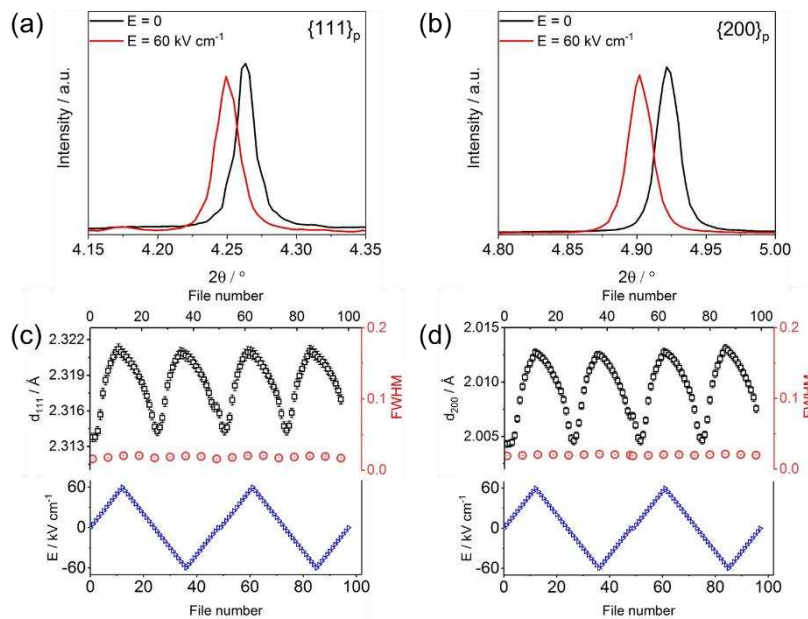 (a)
E = 0
E = 60 kV cm⁻¹
{111}ₚ
Intensity / a.u.
4.15 4.20 4.25 4.30 4.35
2θ / °
(b)
E = 0
E = 60 kV cm⁻¹
{200}ₚ
Intensity / a.u.
4.80 4.85 4.90 4.95 5.00
2θ / °
(c)
File number
0 20 40 60 80 100
d₁₁₁ / Å
2.322
2.319
2.316
2.313
FWHM
0.2
0.1
0.0
E / kV cm⁻¹
60
0
-60
0 20 40 60 80 100
File number
(d)
File number
0 20 40 60 80 100
d₂₀₀ / Å
2.015
2.010
2.005
FWHM
0.2
0.1
0.0
E / kV cm⁻¹
60
0
-60
0 20 40 60 80 100
File number